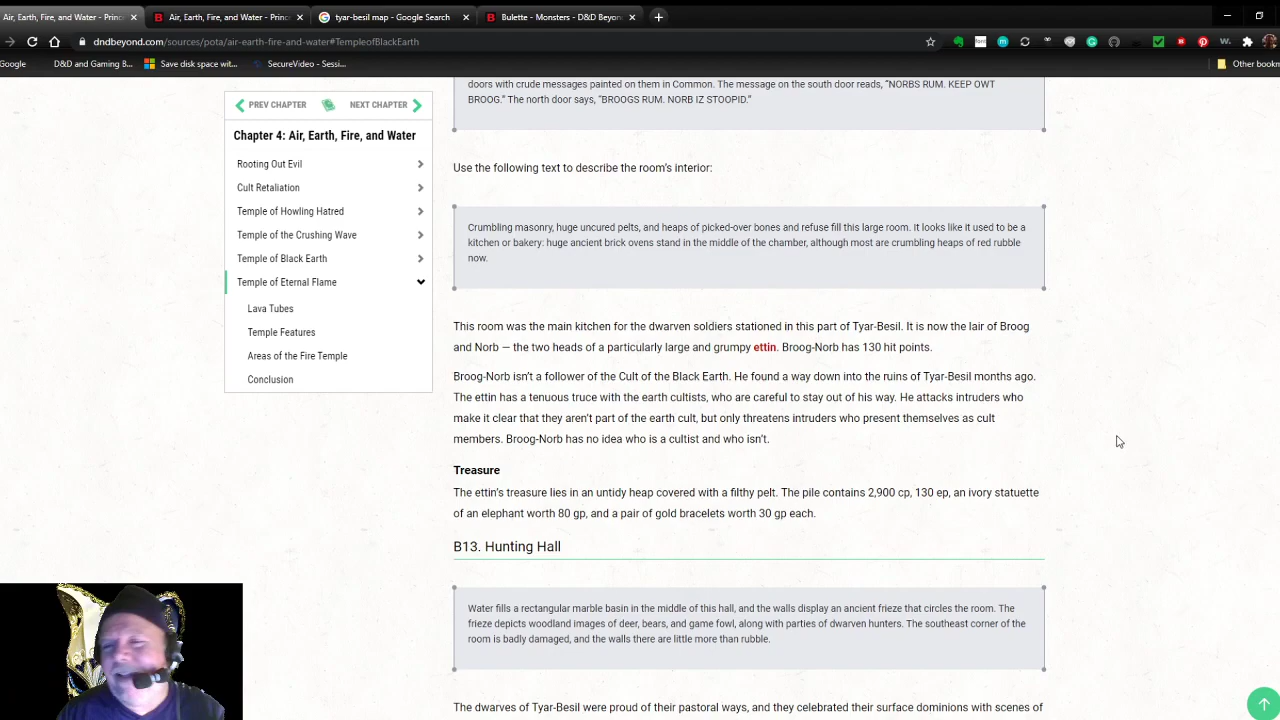 Air, Earth, Fire, and Water - Princ
Air, Earth, Fire, and Water - Princ
tyar-besil map - Google Search
Bulette - Monsters - D&D Beyon
dndbeyond.com/sources/pota/air-earth-fire-and-water#TempleofBlackEarth
Google
D&D and Gaming B...
Save disk space wit...
SecureVideo - Sessi...
Other bookm
PREV CHAPTER
NEXT CHAPTER
Chapter 4: Air, Earth, Fire, and Water
Rooting Out Evil
Cult Retaliation
Temple of Howling Hatred
Temple of the Crushing Wave
Temple of Black Earth
Temple of Eternal Flame
Lava Tubes
Temple Features
Areas of the Fire Temple
Conclusion
doors with crude messages painted on them in Common. The message on the south door reads, “NORBS RUM. KEEP OWT
BROOG.” The north door says, “BROOGS RUM. NORB IZ STOOPID.”
Use the following text to describe the room’s interior:
Crumbling masonry, huge uncured pelts, and heaps of picked-over bones and refuse fill this large room. It looks like it used to be a
kitchen or bakery: huge ancient brick ovens stand in the middle of the chamber, although most are crumbling heaps of red rubble
now.
This room was the main kitchen for the dwarven soldiers stationed in this part of Tyar-Besil. It is now the lair of Broog
and Norb — the two heads of a particularly large and grumpy ettin. Broog-Norb has 130 hit points.
Broog-Norb isn’t a follower of the Cult of the Black Earth. He found a way down into the ruins of Tyar-Besil months ago.
The ettin has a tenuous truce with the earth cultists, who are careful to stay out of his way. He attacks intruders who
make it clear that they aren’t part of the earth cult, but only threatens intruders who present themselves as cult
members. Broog-Norb has no idea who is a cultist and who isn’t.
Treasure
The ettin’s treasure lies in an untidy heap covered with a filthy pelt. The pile contains 2,900 cp, 130 ep, an ivory statuette
of an elephant worth 80 gp, and a pair of gold bracelets worth 30 gp each.
B13. Hunting Hall
Water fills a rectangular marble basin in the middle of this hall, and the walls display an ancient frieze that circles the room. The
frieze depicts woodland images of deer, bears, and game fowl, along with parties of dwarven hunters. The southeast corner of the
room is badly damaged, and the walls there are little more than rubble.
The dwarves of Tyar-Besil were proud of their pastoral ways, and they celebrated their surface dominions with scenes of